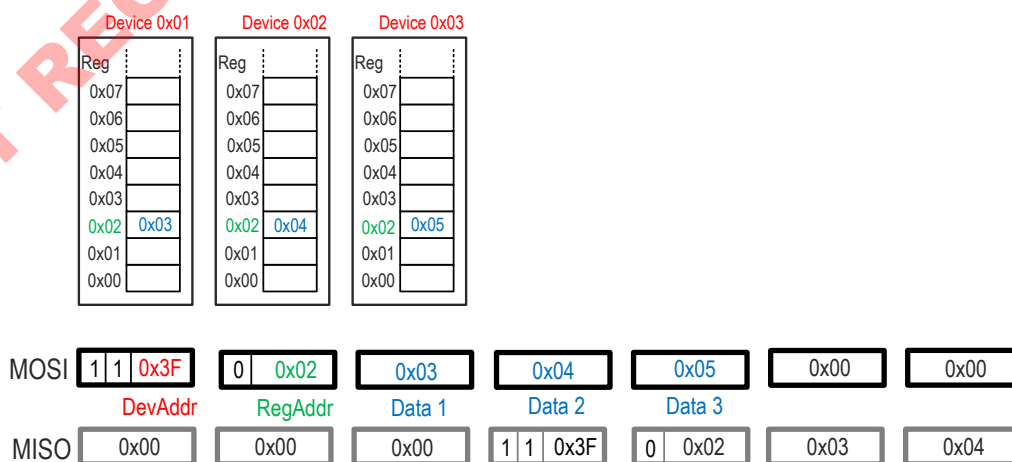 Device 0x01 Device 0x02 Device 0x03
Reg Reg Reg
0x07 0x07 0x07
0x06 0x06 0x06
0x05 0x05 0x05
0x04 0x04 0x04
0x03 0x03 0x03
0x02 0x03 0x02 0x04 0x02 0x05
0x01 0x01 0x01
0x00 0x00 0x00
MOSI 1 1 0x3F 0 0x02 0x03 0x04 0x05 0x00 0x00
DevAddr RegAddr Data 1 Data 2 Data 3
MISO 0x00 0x00 0x00 1 1 0x3F 0 0x02 0x03 0x04